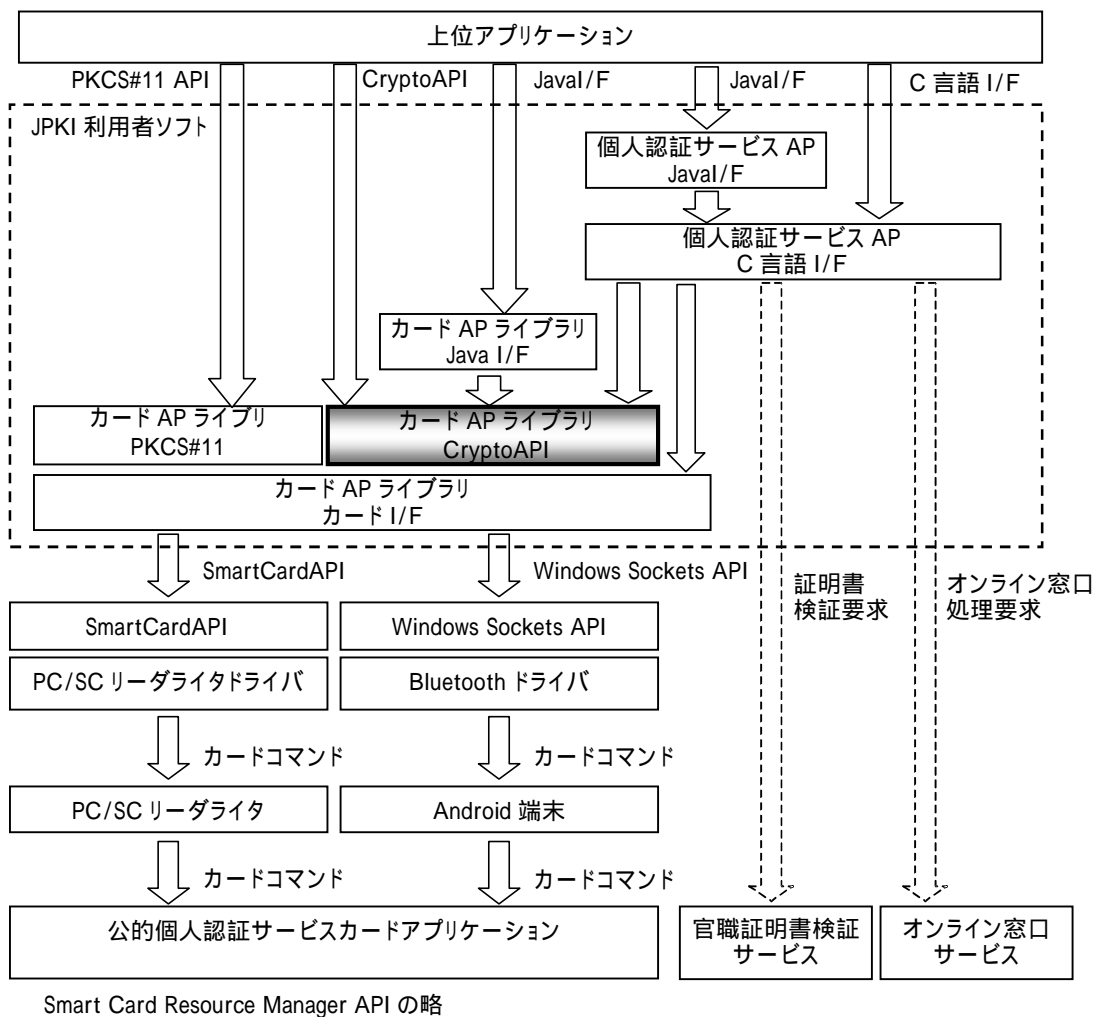 上位アプリケーション
PKCS#11 API
CryptoAPI
JavaI/F
JavaI/F
C 言語 I/F
JPKI 利用者ソフト
個人認証サービス AP
JavaI/F
個人認証サービス AP
C 言語 I/F
カード AP ライブラリ
Java I/F
カード AP ライブリ
PKCS#11
カード AP ライブラリ
CryptoAPI
カード AP ライブラリ
カード I/F
SmartCardAPI
Windows Sockets API
証明書
検証要求
オンライン窓口
処理要求
SmartCardAPI
Windows Sockets API
PC/SC リーダライタドライバ
Bluetooth ドライバ
カードコマンド
カードコマンド
PC/SC リーダライタ
Android 端末
カードコマンド
カードコマンド
公的個人認証サービスカードアプリケーション
官職証明書検証
サービス
オンライン窓口
サービス
Smart Card Resource Manager API の略